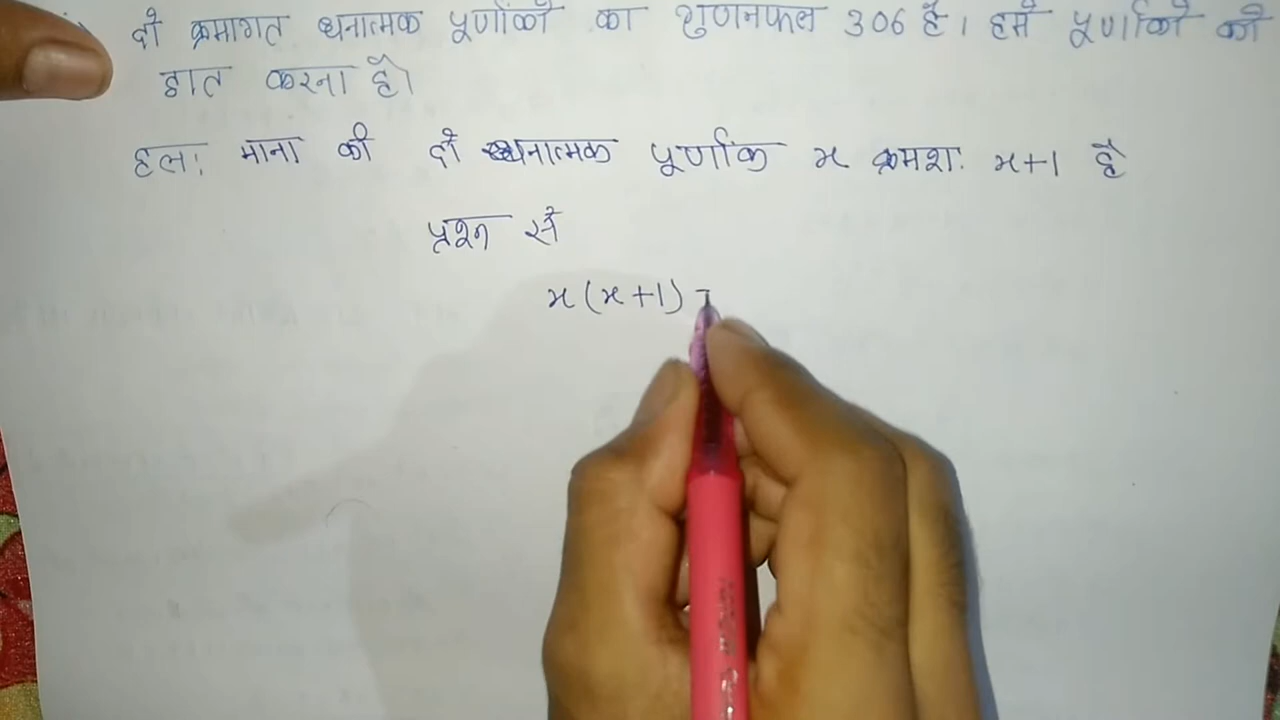 दो क्रमागत धनात्मक पूर्णांको का गुणनफल 306 है। हमें पूर्णांको को
ज्ञात करना है।
हल: माना की दो धनात्मक पूर्णांक x क्रमश: x+1 है
प्रश्न से
x(x+1) =